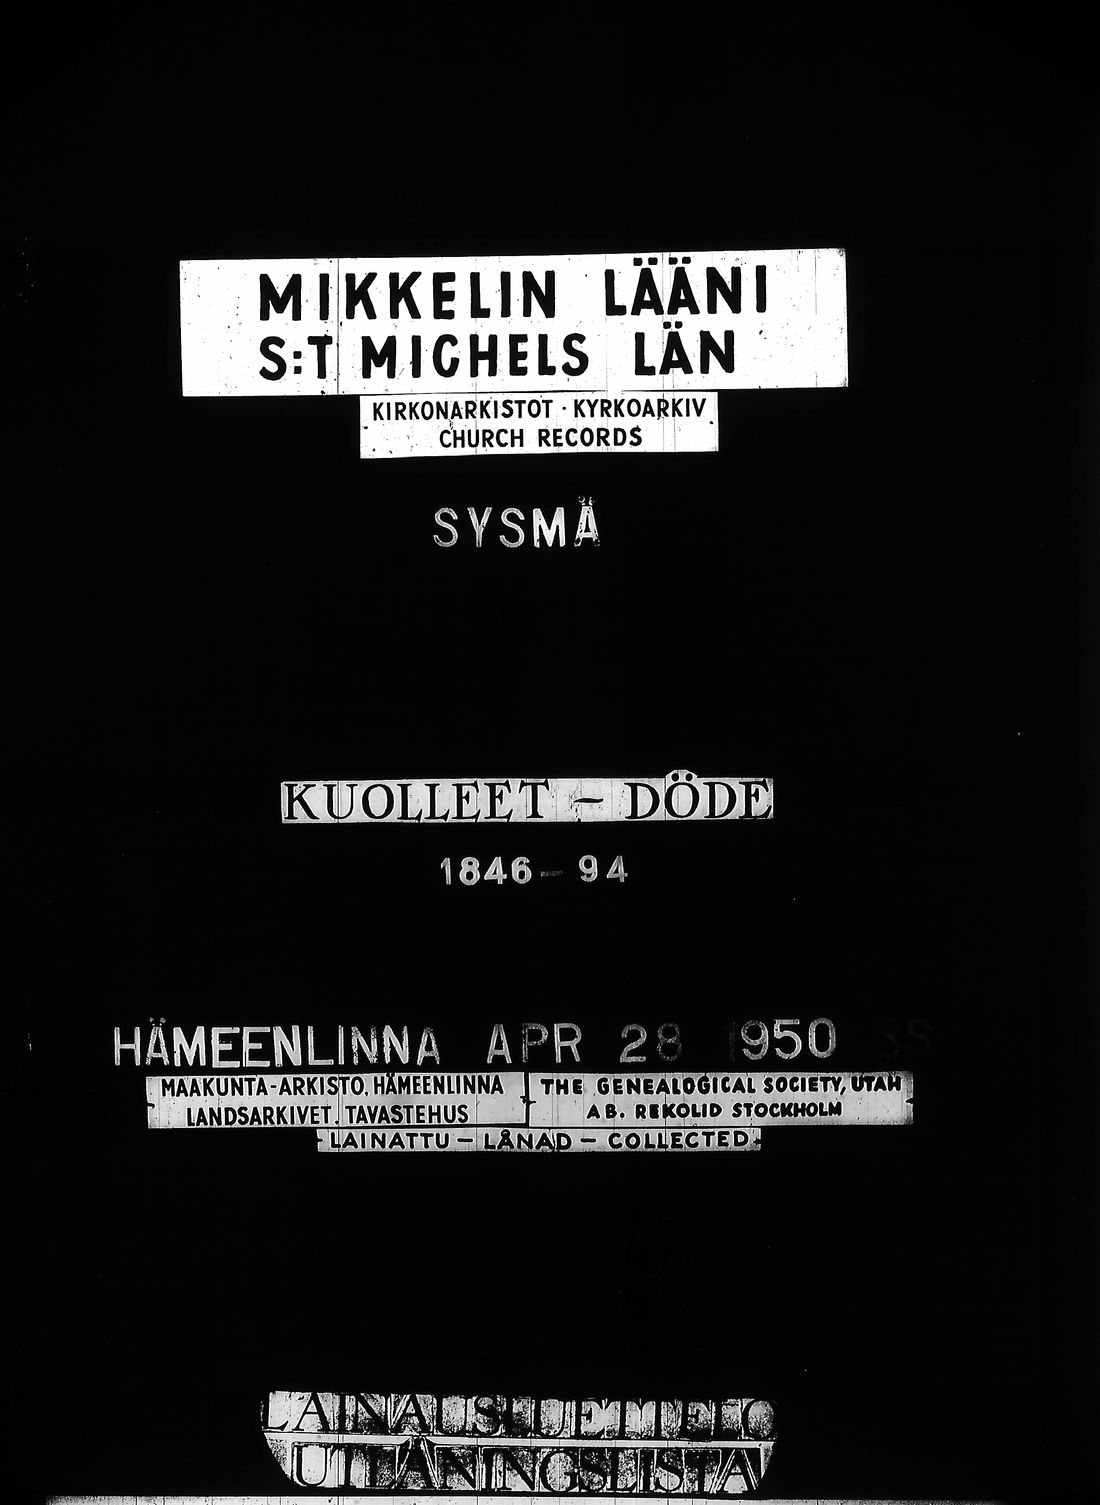 MIKKELIN LÄÄNI
S:T MICHELS LÄN
KIRKONARKISTOT · KYRKOARKIV
CHURCH RECORDS
SYSMÄ
KUOLLEET – DÖDE
1846 – 94
HÄMEENLINNA APR 28 1950
MAAKUNTA-ARKISTO, HÄMEENLINNA
LANDSARKIVET, TAVASTEHUS
THE GENEALOGICAL SOCIETY, UTAH
AB. REKOLID STOCKHOLM
LAINATTU – LÅNAD – COLLECTED
LAINAUSLUETTELO
UTLÅNINGSLISTA